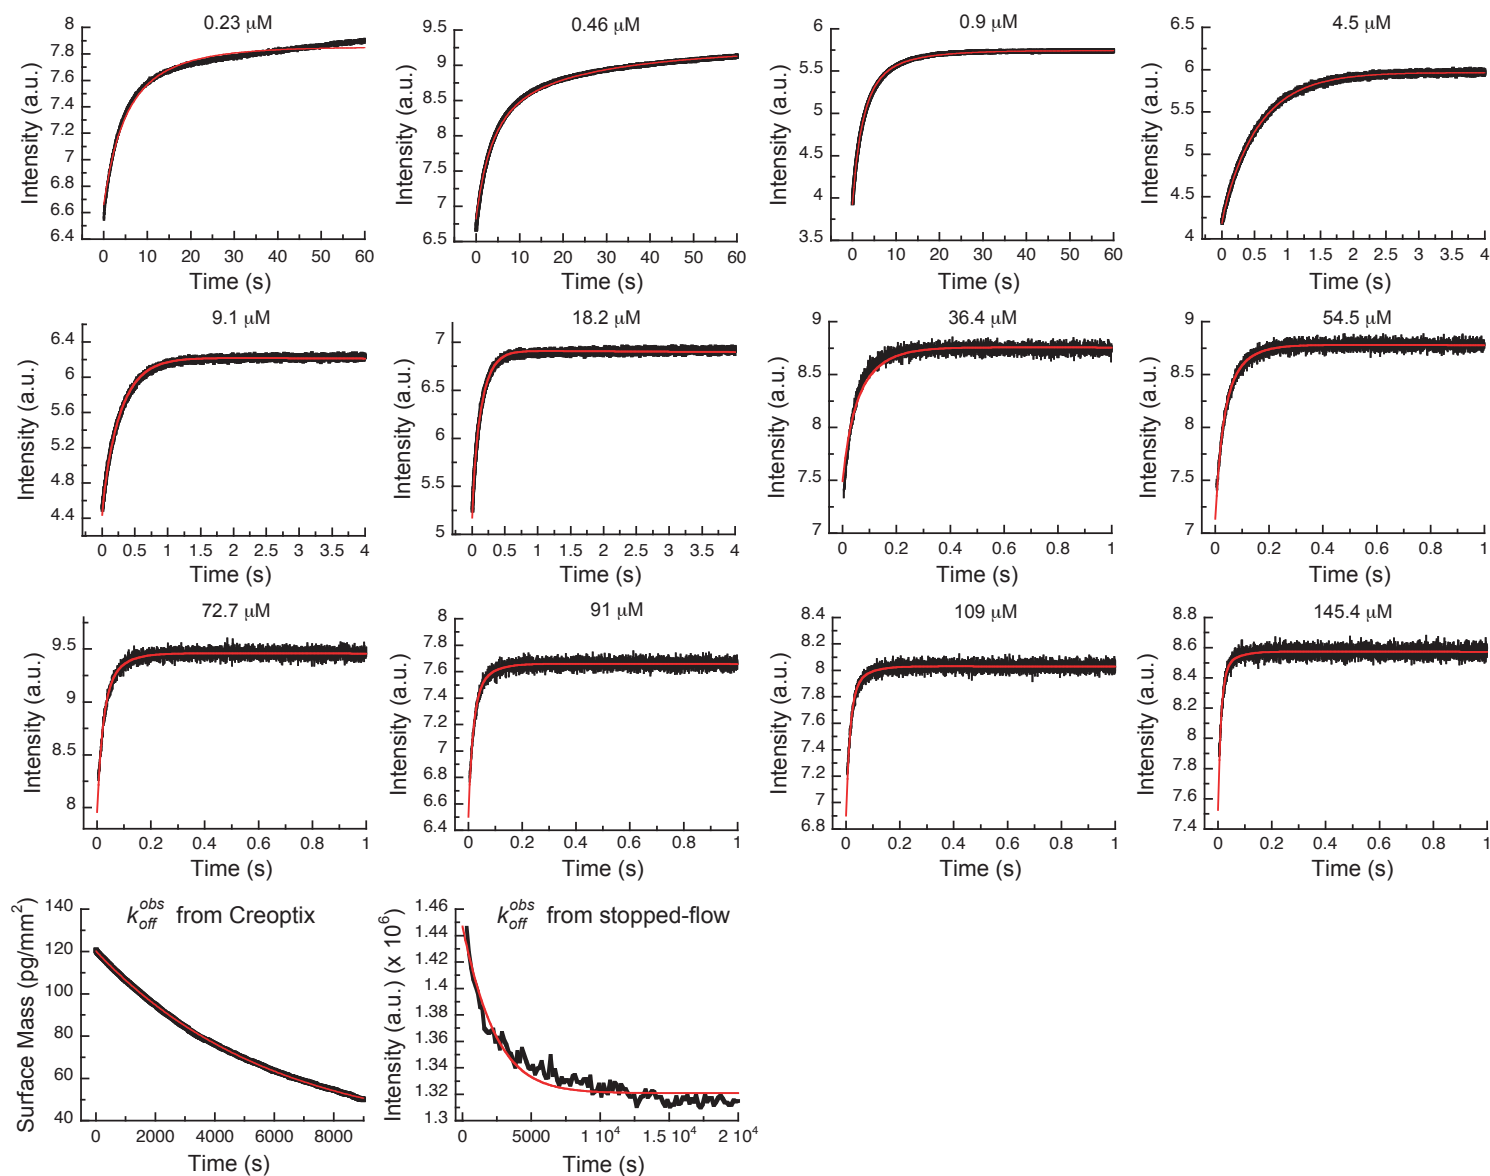 0.23 μM
Intensity (a.u.)
8
7.8
7.6
7.4
7.2
7
6.8
6.6
6.4
0 10 20 30 40 50 60
Time (s)
0.46 μM
Intensity (a.u.)
9.5
9
8.5
8
7.5
7
6.5
0 10 20 30 40 50 60
Time (s)
0.9 μM
Intensity (a.u.)
6
5.5
5
4.5
4
3.5
0 10 20 30 40 50 60
Time (s)
4.5 μM
Intensity (a.u.)
6.5
6
5.5
5
4.5
4
0 0.5 1 1.5 2 2.5 3 3.5 4
Time (s)
9.1 μM
Intensity (a.u.)
6.4
6
5.6
5.2
4.8
4.4
0 0.5 1 1.5 2 2.5 3 3.5 4
Time (s)
18.2 μM
Intensity (a.u.)
7
6.5
6
5.5
5
0 0.5 1 1.5 2 2.5 3 3.5 4
Time (s)
36.4 μM
Intensity (a.u.)
9
8.5
8
7.5
7
0 0.2 0.4 0.6 0.8 1
Time (s)
54.5 μM
Intensity (a.u.)
9
8.5
8
7.5
7
0 0.2 0.4 0.6 0.8 1
Time (s)
72.7 μM
Intensity (a.u.)
9.5
9
8.5
8
0 0.2 0.4 0.6 0.8 1
Time (s)
91 μM
Intensity (a.u.)
8
7.8
7.6
7.4
7.2
7
6.8
6.6
6.4
0 0.2 0.4 0.6 0.8 1
Time (s)
109 μM
Intensity (a.u.)
8.4
8.2
8
7.8
7.6
7.4
7.2
7
6.8
0 0.2 0.4 0.6 0.8 1
Time (s)
145.4 μM
Intensity (a.u.)
8.8
8.6
8.4
8.2
8
7.8
7.6
7.4
0 0.2 0.4 0.6 0.8 1
Time (s)
k_off^obs from Creoptix
Surface Mass (pg/mm²)
140
120
100
80
60
40
0 2000 4000 6000 8000
Time (s)
k_off^obs from stopped-flow
Intensity (a.u.) (x 10⁶)
1.46
1.44
1.42
1.4
1.38
1.36
1.34
1.32
1.3
0 5000 1 10⁴ 1.5 10⁴ 2 10⁴
Time (s)